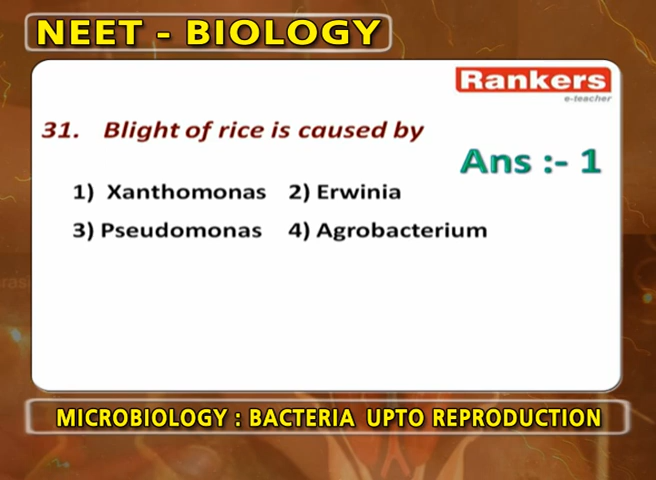 NEET - BIOLOGY
Rankers
e-teacher
31. Blight of rice is caused by
Ans :- 1
1) Xanthomonas 2) Erwinia
3) Pseudomonas 4) Agrobacterium
MICROBIOLOGY : BACTERIA UPTO REPRODUCTION